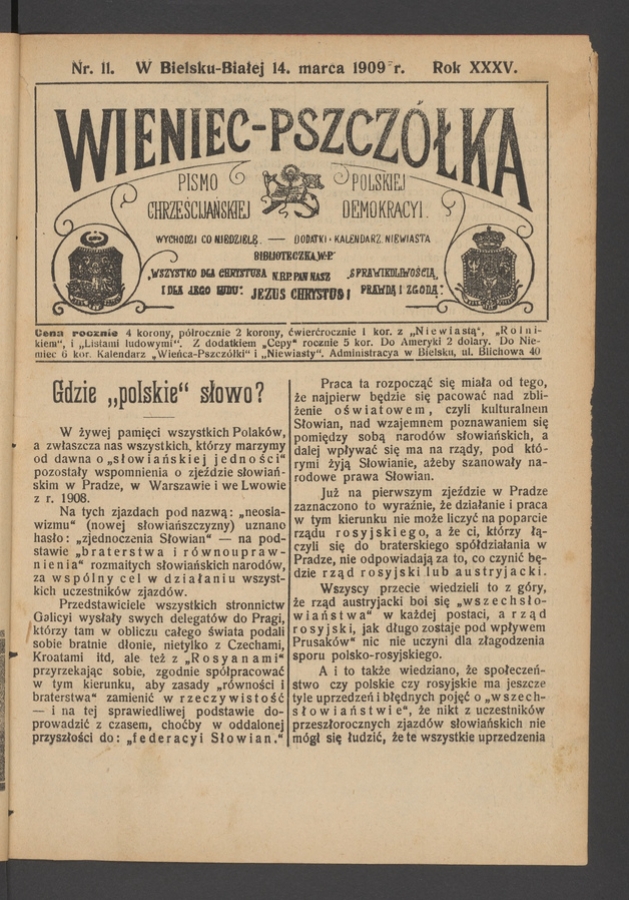 Nr. 11. W Bielsku-Białej 14. marca 1909 r. Rok XXXV.
WIENIEC-PSZCZÓŁKA
PISMO POLSKIEJ
CHRZEŚCIJAŃSKIEJ DEMOKRACYI.
WYCHODZI CO NIEDZIELĘ. — DODATKI · KALENDARZ NIEWIASTA
BIBLIOTECZKA W-P
„WSZYSTKO DLA CHRYSTUSA N.B.P. PAN NASZ „SPRAWIEDLIWOŚCIĄ,
I DLA JEGO LUDU“. JEZUS CHRYSTUS! PRAWDĄ I ZGODĄ“.
Cena rocznie 4 korony, półrocznie 2 korony, ćwierćrocznie 1 kor. z „Niewiastą“, „Rolni-
kiem“, i „Listami ludowymi“. Z dodatkiem „Cepy“ rocznie 5 kor. Do Ameryki 2 dolary. Do Nie-
miec 6 kor. Kalendarz „Wieńca-Pszczółki“ i „Niewiasty“. Administracya w Bielsku, ul. Blichowa 40
Gdzie „polskie“ słowo?
W żywej pamięci wszystkich Polaków,
a zwłaszcza nas wszystkich, którzy marzymy
od dawna o „słowiańskiej jedności“
pozostały wspomnienia o zjeździe słowiań-
skim w Pradze, w Warszawie i we Lwowie
z r. 1908.
Na tych zjazdach pod nazwą: „neosla-
wizmu“ (nowej słowiańszczyzny) uznano
hasło: „zjednoczenia Słowian“ — na pod-
stawie „braterstwa i równoupraw-
nienia“ rozmaitych słowiańskich narodów,
za wspólny cel w działaniu wszyst-
kich uczestników zjazdów.
Przedstawiciele wszystkich stronnictw
Galicyi wysłały swych delegatów do Pragi,
którzy tam w obliczu całego świata podali
sobie bratnie dłonie, nietylko z Czechami,
Kroatami itd, ale też z „Rosyanami“
przyrzekając sobie, zgodnie spółpracować
w tym kierunku, aby zasady „równości i
braterstwa“ zamienić w rzeczywistość
— i na tej sprawiedliwej podstawie do-
prowadzić z czasem, choćby w oddalonej
przyszłości do: „federacyi Słowian.“
Praca ta rozpocząć się miała od tego,
że najpierw będzie się pacować nad zbli-
żenie oświatowem, czyli kulturalnem
Słowian, nad wzajemnem poznawaniem się
pomiędzy sobą narodów słowiańskich, a
dalej wpływać się ma na rządy, pod któ-
rymi żyją Słowianie, ażeby szanowały na-
rodowe prawa Słowian.
Już na pierwszym zjeździe w Pradze
zaznaczono to wyraźnie, że działanie i praca
w tym kierunku nie może liczyć na poparcie
rządu rosyjskiego, a że ci, którzy łą-
czyli się do braterskiego spółdziałania w
Pradze, nie odpowiadają za to, co czynić bę-
dzie rząd rosyjski lub austryjacki.
Wszyscy przecie wiedzieli to z góry,
że rząd austryjacki boi się „wszechsło-
wiaństwa“ w każdej postaci, a rząd
rosyjski, jak długo zostaje pod wpływem
Prusaków“ nic nie uczyni dla złagodzenia
sporu polsko-rosyjskiego.
A i to także wiedziano, że społeczeń-
stwo czy polskie czy rosyjskie ma jeszcze
tyle uprzedzeń i błędnych pojęć o „wszech-
słowiaństwie“, że nikt z uczestników
przeszłorocznych zjazdów słowiańskich nie
mógł się łudzić, że te wszystkie uprzedzenia